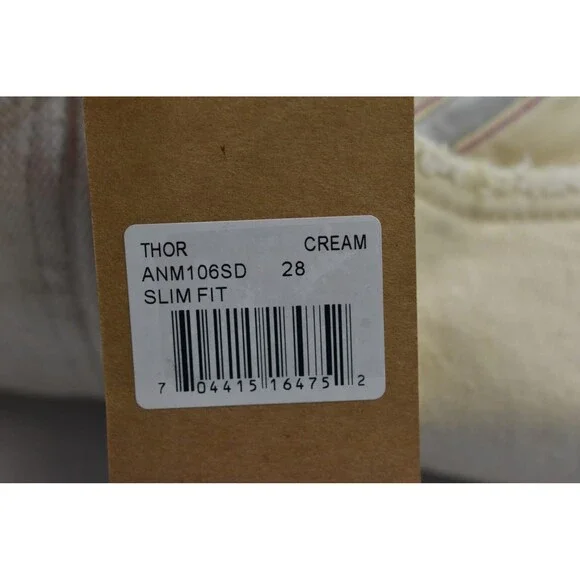 THOR CREAM
ANM106SD 28
SLIM FIT
7 04415 16475 2